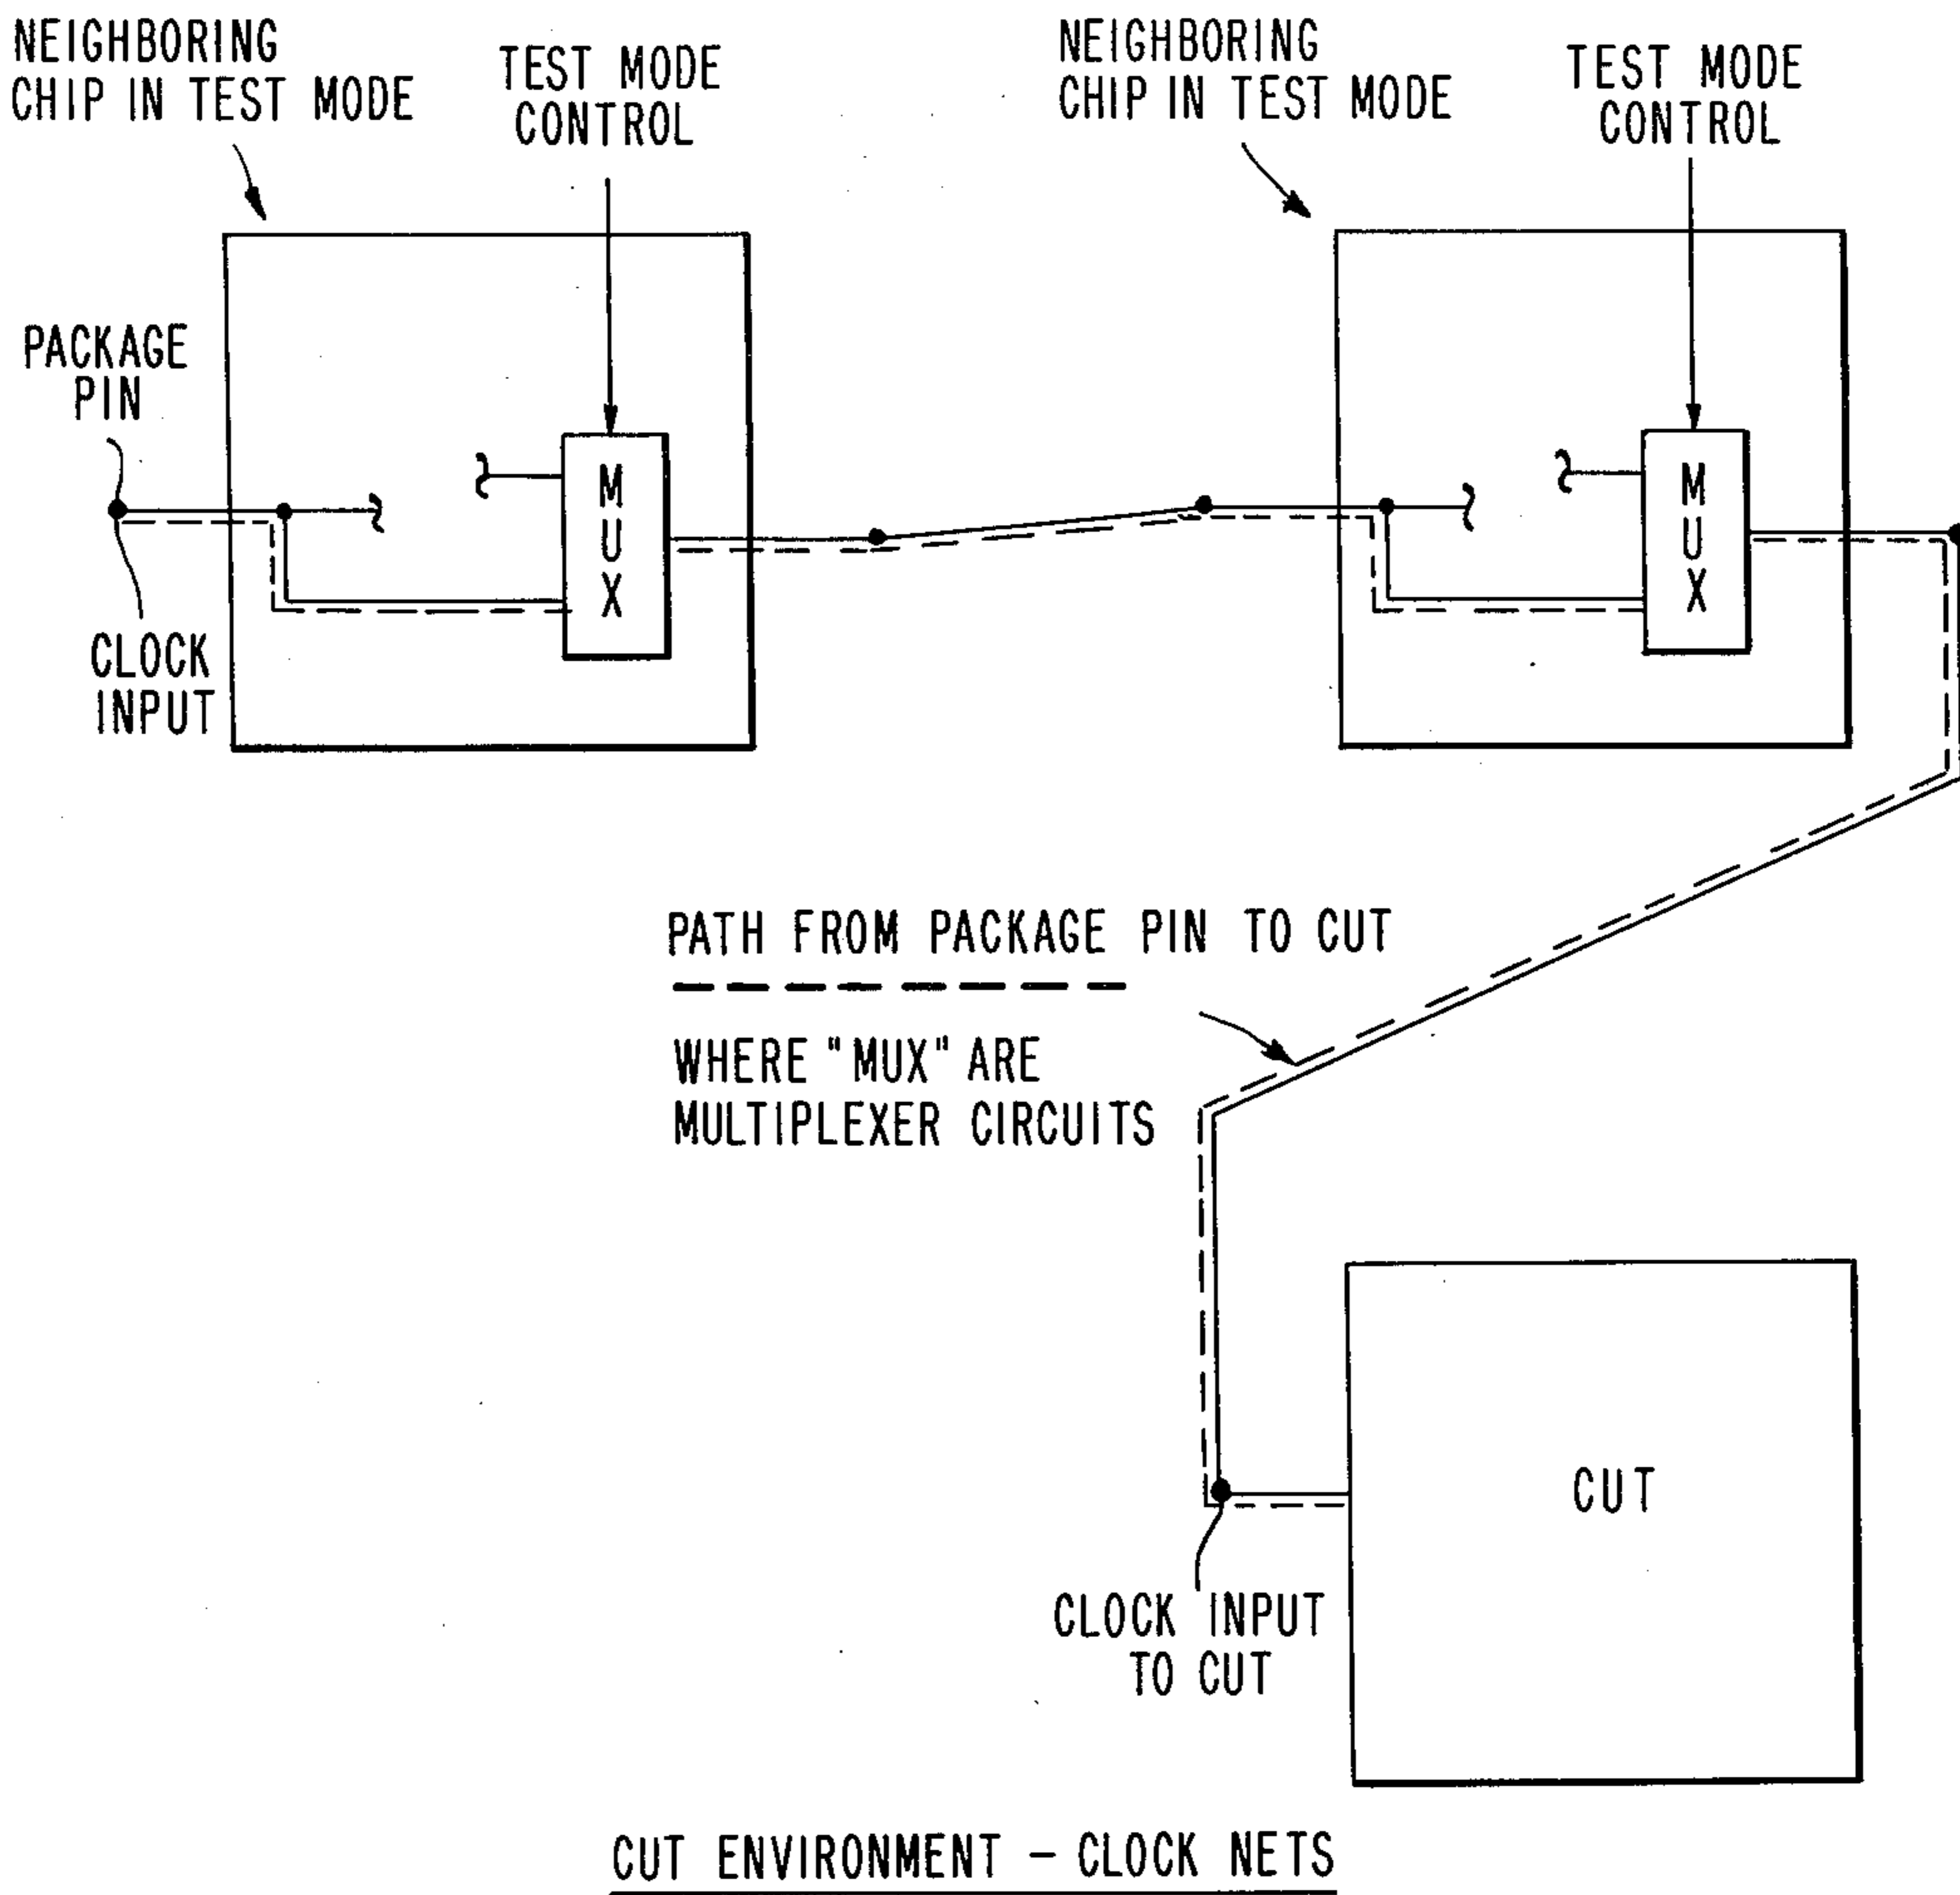 NEIGHBORING
CHIP IN TEST MODE
TEST MODE
CONTROL
NEIGHBORING
CHIP IN TEST MODE
TEST MODE
CONTROL
PACKAGE
PIN
MUX
MUX
CLOCK
INPUT
PATH FROM PACKAGE PIN TO CUT
WHERE "MUX" ARE
MULTIPLEXER CIRCUITS
CUT
CLOCK INPUT
TO CUT
CUT ENVIRONMENT – CLOCK NETS